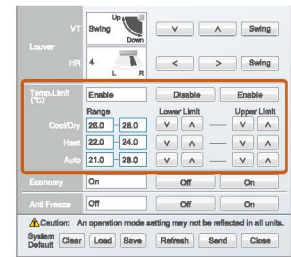 VT Swing Up Down ∨ ∧ Swing
Louver
HR 4 L R < > Swing
Temp.Limit (°C) Enable Disable Enable
Range Lower Limit Upper Limit
Cool/Dry 26.0 - 28.0 ∨ ∧ — ∨ ∧
Heat 22.0 - 24.0 ∨ ∧ — ∨ ∧
Auto 21.0 - 28.0 ∨ ∧ — ∨ ∧
Economy On Off On
Anti Freeze Off Off On
Caution: An operation mode setting may not be reflected in all units.
System Default Clear Load Save Refresh Send Close